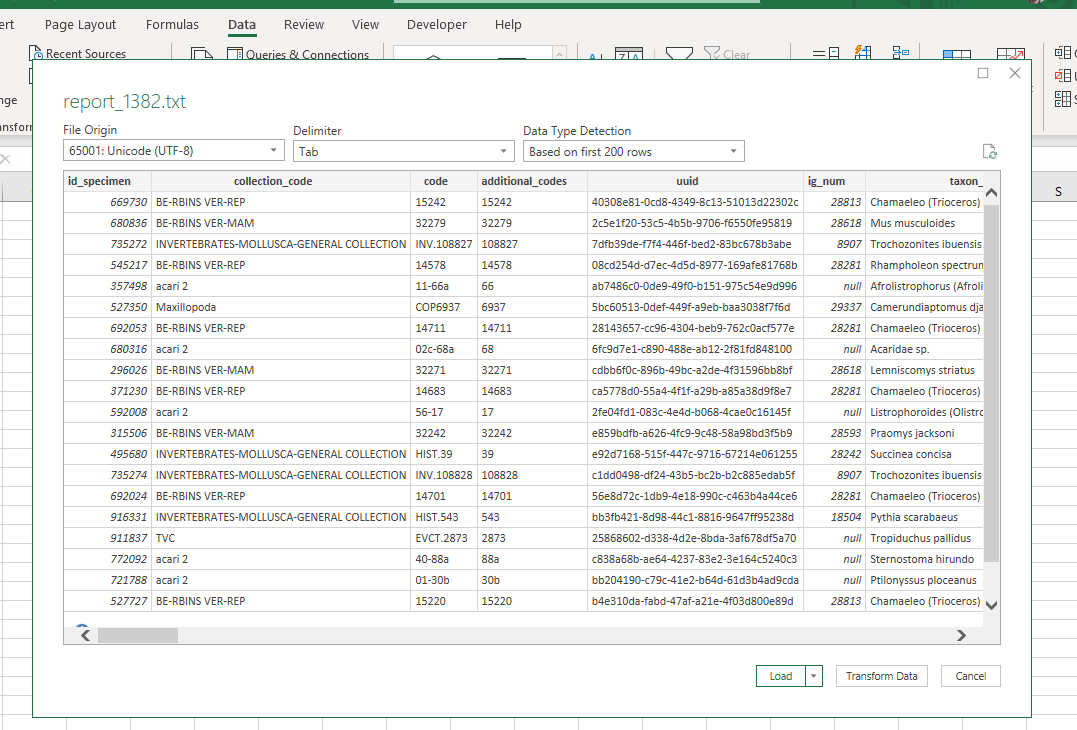 ert Page Layout Formulas Data Review View Developer Help
Recent Sources Queries & Connections Clear
nge
ansform
report_1382.txt
File Origin Delimiter Data Type Detection
65001: Unicode (UTF-8) Tab Based on first 200 rows
S
id_specimen collection_code code additional_codes uuid ig_num taxon_
669730 BE-RBINS VER-REP 15242 15242 40308e81-0cd8-4349-8c13-51013d22302c 28813 Chamaeleo (Trioceros)
680836 BE-RBINS VER-MAM 32279 32279 2c5e1f20-53c5-4b5b-9706-f6550fe95819 28618 Mus musculoides
735272 INVERTEBRATES-MOLLUSCA-GENERAL COLLECTION INV.108827 108827 7dfb39de-f7f4-446f-bed2-83bc678b3abe 8907 Trochozonites ibuensis
545217 BE-RBINS VER-REP 14578 14578 08cd254d-d7ec-4d5d-8977-169afe81768b 28281 Rhampholeon spectrum
357498 acari 2 11-66a 66 ab7486c0-0de9-49f0-b151-975c54e9d996 null Afrolistrophorus (Afroli
527350 Maxillopoda COP6937 6937 5bc60513-0def-449f-a9eb-baa3038f7f6d 29337 Camerundiaptomus dja
692053 BE-RBINS VER-REP 14711 14711 28143657-cc96-4304-beb9-762c0acf577e 28281 Chamaeleo (Trioceros)
680316 acari 2 02c-68a 68 6fc9d7e1-c890-488e-ab12-2f81fd848100 null Acaridae sp.
296026 BE-RBINS VER-MAM 32271 32271 cdbb6f0c-896b-49bc-a2de-4f31596bb8bf 28618 Lemniscomys striatus
371230 BE-RBINS VER-REP 14683 14683 ca5778d0-55a4-4f1f-a29b-a85a38d9f8e7 28281 Chamaeleo (Trioceros)
592008 acari 2 56-17 17 2fe04fd1-083c-4e4d-b068-4cae0c16145f null Listrophoroides (Olistro
315506 BE-RBINS VER-MAM 32242 32242 e859bdfb-a626-4fc9-9c48-58a98bd3f5b9 28593 Praomys jacksoni
495680 INVERTEBRATES-MOLLUSCA-GENERAL COLLECTION HIST.39 39 e92d7168-515f-447c-9716-67214e061255 28242 Succinea concisa
735274 INVERTEBRATES-MOLLUSCA-GENERAL COLLECTION INV.108828 108828 c1dd0498-df24-43b5-bc2b-b2c885edab5f 8907 Trochozonites ibuensis
692024 BE-RBINS VER-REP 14701 14701 56e8d72c-1db9-4e18-990c-c463b4a44ce6 28281 Chamaeleo (Trioceros)
916331 INVERTEBRATES-MOLLUSCA-GENERAL COLLECTION HIST.543 543 bb3fb421-8d98-44c1-8816-9647ff95238d 18504 Pythia scarabaeus
911837 TVC EVCT.2873 2873 25868602-d338-4d2e-8bda-3af678df5a70 null Tropiduchus pallidus
772092 acari 2 40-88a 88a c838a68b-ae64-4237-83e2-3e164c5240c3 null Sternostoma hirundo
721788 acari 2 01-30b 30b bb204190-c79c-41e2-b64d-61d3b4ad9cda null Ptilonyssus ploceanus
527727 BE-RBINS VER-REP 15220 15220 b4e310da-fabd-47af-a21e-4f03d800e89d 28813 Chamaeleo (Trioceros)
Load Transform Data Cancel